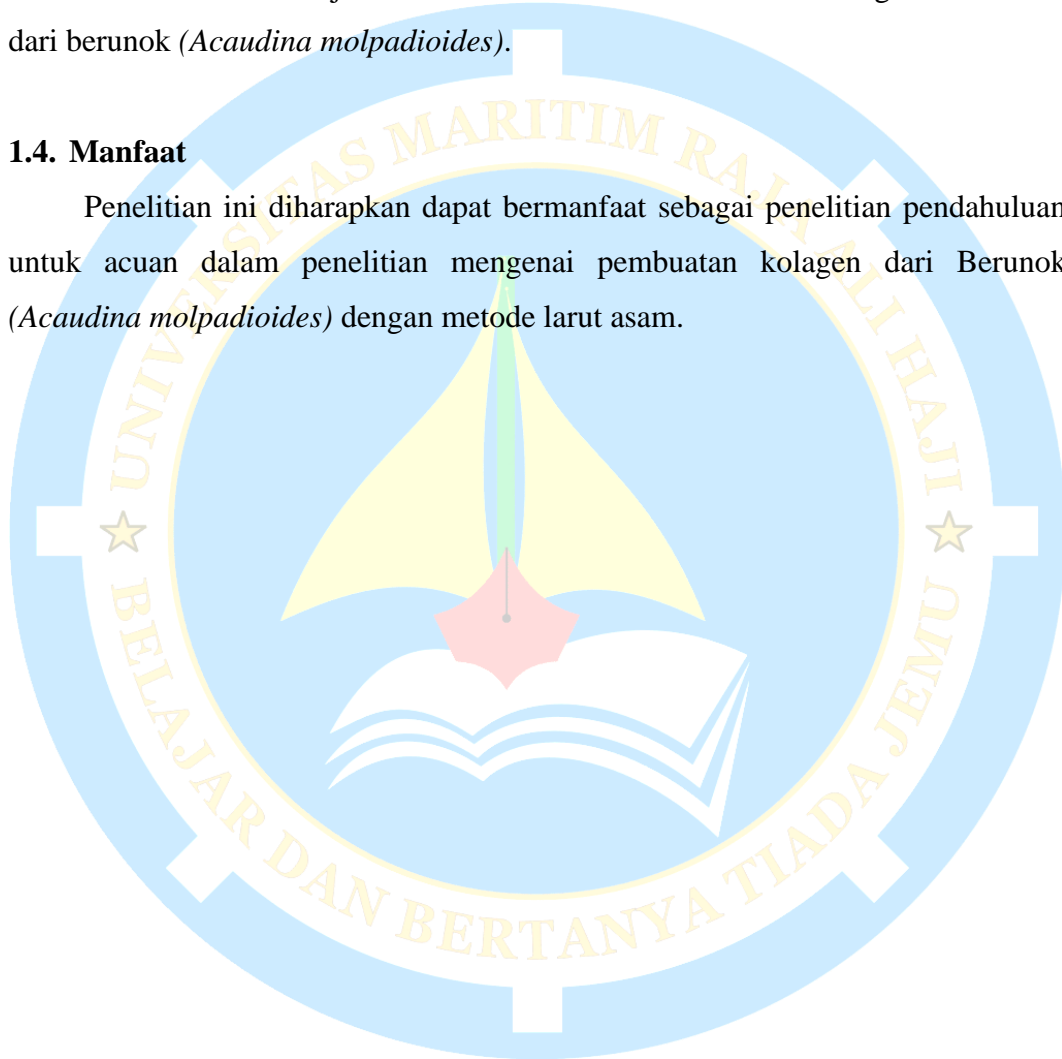 dari berunok (Acaudina molpadioides).
1.4. Manfaat
Penelitian ini diharapkan dapat bermanfaat sebagai penelitian pendahuluan
untuk acuan dalam penelitian mengenai pembuatan kolagen dari Berunok
(Acaudina molpadioides) dengan metode larut asam.
UNIVERSITAS MARITIM RAJA ALI HAJI
BELAJAR DAN BERTANYA TIADA JEMU